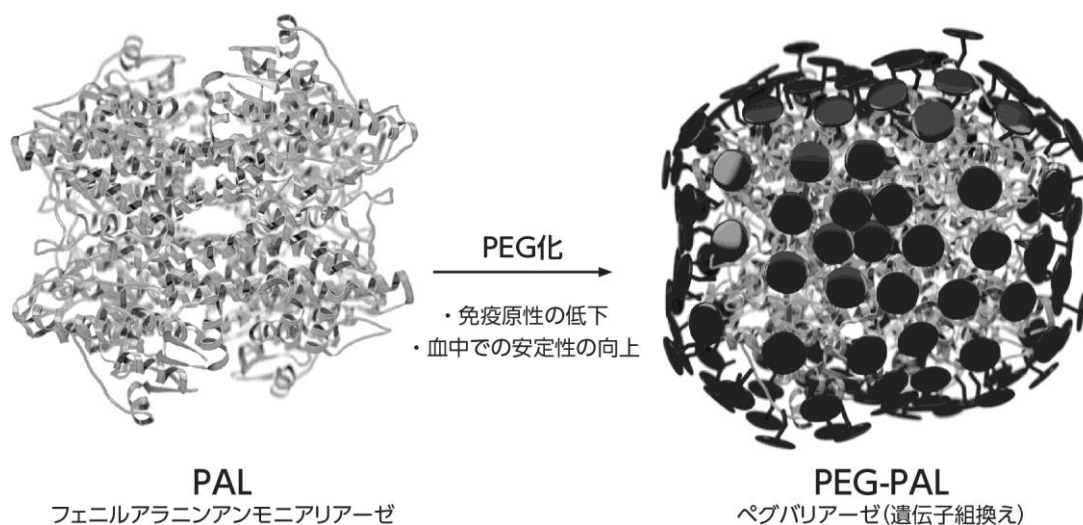 PEG化
・免疫原性の低下
・血中での安定性の向上
PAL
フェニルアラニンアンモニアリアーゼ
PEG-PAL
ペグバリアーゼ(遺伝子組換え)